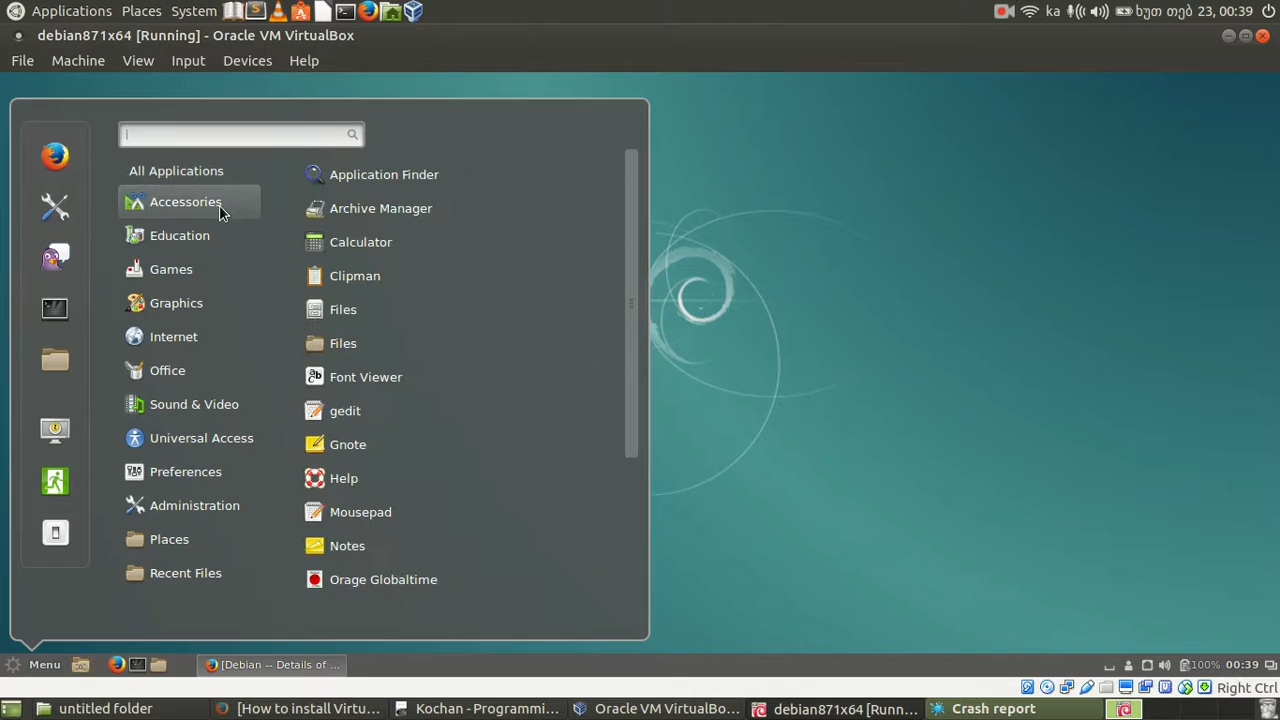 Applications Places System ka ხუთ თებ 23, 00:39
debian871x64 [Running] - Oracle VM VirtualBox
File Machine View Input Devices Help
All Applications
Accessories
Education
Games
Graphics
Internet
Office
Sound & Video
Universal Access
Preferences
Administration
Places
Recent Files
Application Finder
Archive Manager
Calculator
Clipman
Files
Files
Font Viewer
gedit
Gnote
Help
Mousepad
Notes
Orage Globaltime
Menu [Debian -- Details of ... 100% 00:39
Right Ctrl
untitled folder [How to install Virtu... Kochan - Programmi... Oracle VM VirtualBo... debian871x64 [Runn... Crash report